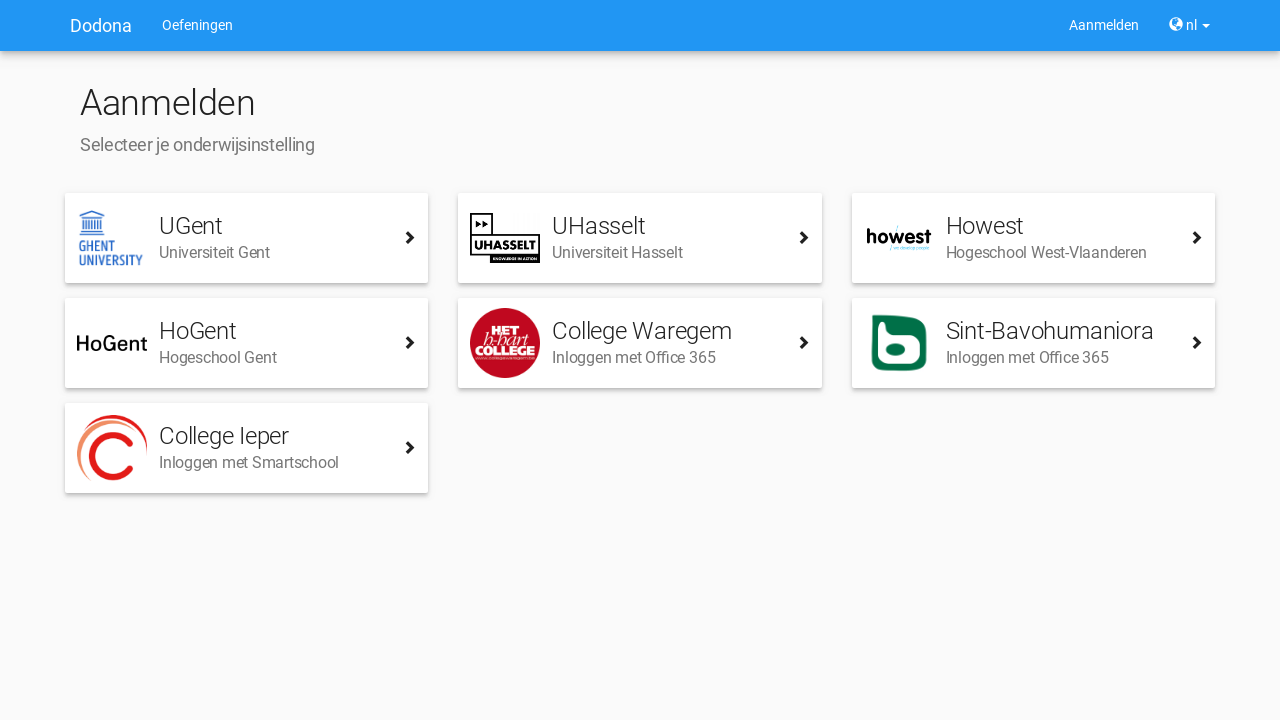 Dodona
Oefeningen
Aanmelden
nl
Aanmelden
Selecteer je onderwijsinstelling
GHENT
UNIVERSITY
UGent
Universiteit Gent
UHASSELT
KNOWLEDGE IN ACTION
UHasselt
Universiteit Hasselt
howest
Howest
Hogeschool West-Vlaanderen
HoGent
HoGent
Hogeschool Gent
HET
h-hart
COLLEGE
College Waregem
Inloggen met Office 365
b
Sint-Bavohumaniora
Inloggen met Office 365
C
College Ieper
Inloggen met Smartschool